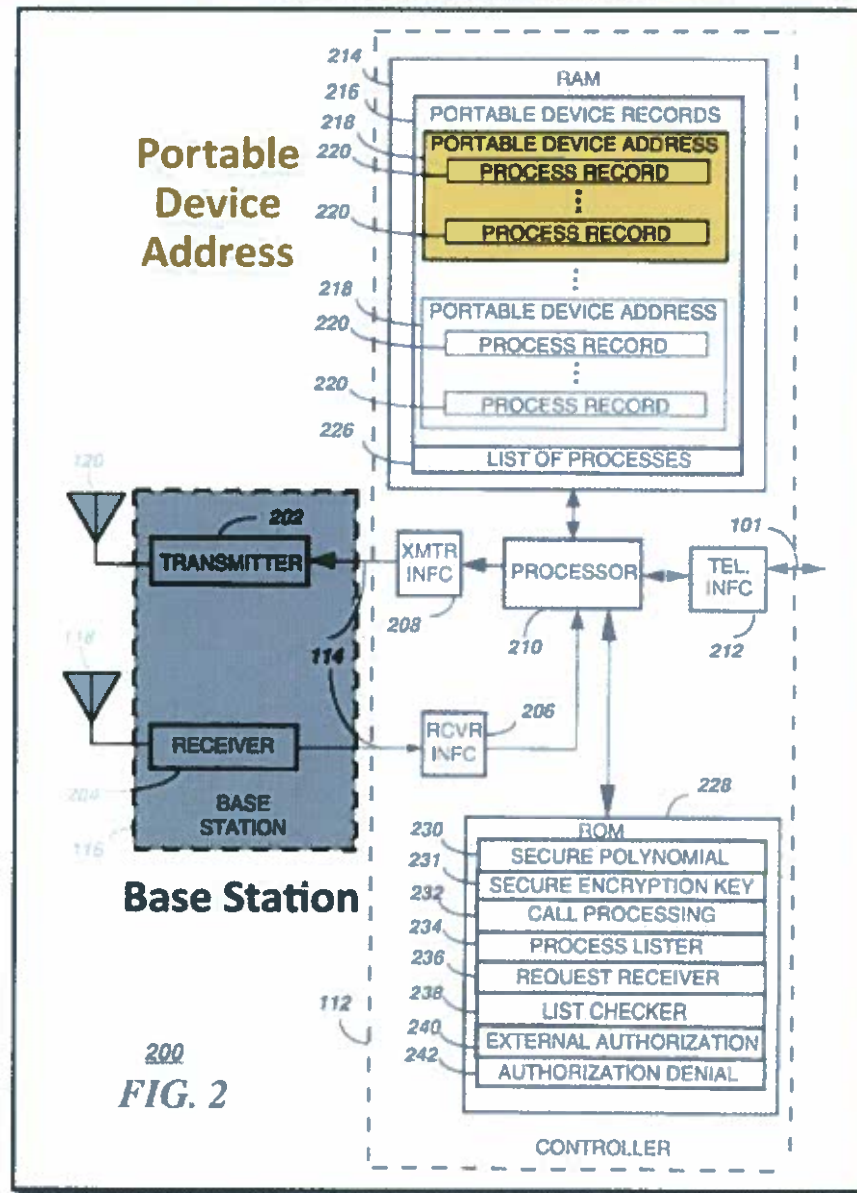 214
RAM
216
PORTABLE DEVICE RECORDS
218
PORTABLE DEVICE ADDRESS
220
PROCESS RECORD
220
PROCESS RECORD
Portable
Device
Address
218
PORTABLE DEVICE ADDRESS
220
PROCESS RECORD
220
PROCESS RECORD
226
LIST OF PROCESSES
120
202
TRANSMITTER
XMTR
INFC
208
PROCESSOR
210
TEL.
INFC
212
101
114
118
RECEIVER
204
BASE
STATION
116
RCVR
INFC
206
Base Station
228
ROM
230
SECURE POLYNOMIAL
231
SECURE ENCRYPTION KEY
232
CALL PROCESSING
234
PROCESS LISTER
236
REQUEST RECEIVER
238
LIST CHECKER
240
EXTERNAL AUTHORIZATION
242
AUTHORIZATION DENIAL
112
CONTROLLER
200
FIG. 2